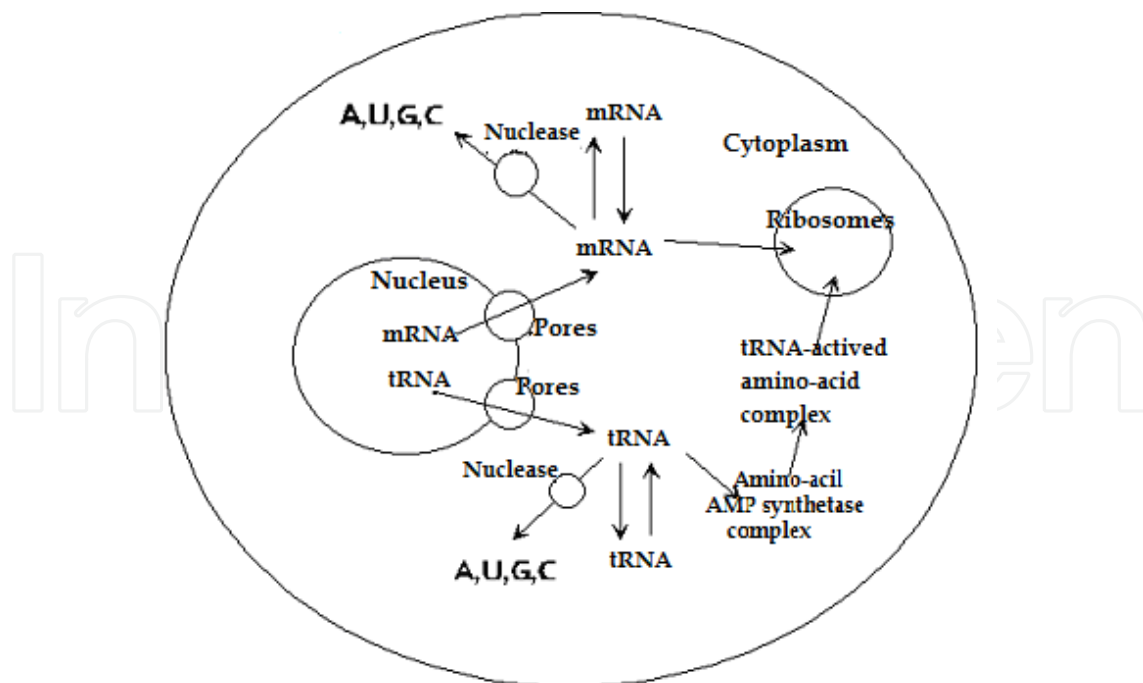 mRNA
A,U,G,C
Nuclease
Cytoplasm
Ribosomes
mRNA
Nucleus
mRNA
.Pores
tRNA
Pores
tRNA-actived
amino-acid
complex
tRNA
Nuclease
Amino-acil
AMP synthetase
complex
A,U,G,C
tRNA